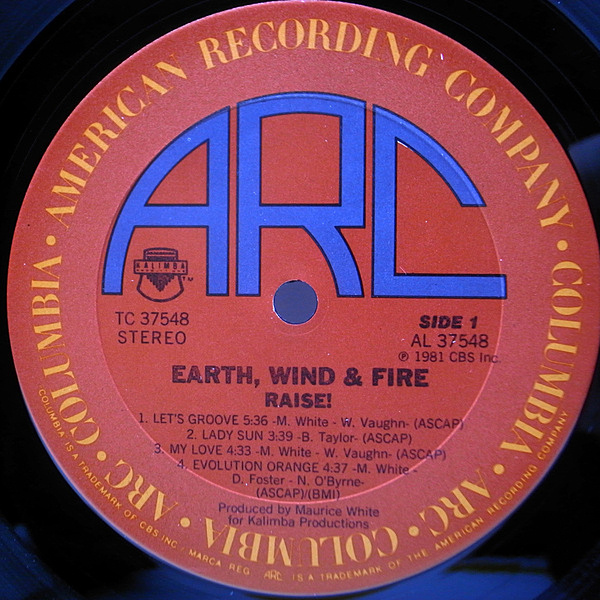 AMERICAN RECORDING COMPANY • COLUMBIA • ARC • COLUMBIA • ARC • COLUMBIA •
ARC
KALIMBA
TM
TC 37548
STEREO
SIDE 1
AL 37548
℗ 1981 CBS Inc.
EARTH, WIND & FIRE
RAISE!
1. LET'S GROOVE 5:36 -M. White - W. Vaughn- (ASCAP)
2. LADY SUN 3:39 -B. Taylor- (ASCAP)
3. MY LOVE 4:33 -M. White - W. Vaughn- (ASCAP)
4. EVOLUTION ORANGE 4:37 -M. White -
D. Foster - N. O'Byrne-
(ASCAP)/(BMI)
Produced by Maurice White
for Kalimba Productions
COLUMBIA IS A TRADEMARK OF CBS INC. MARCA REG. ARC IS A TRADEMARK OF THE AMERICAN RECORDING COMPANY